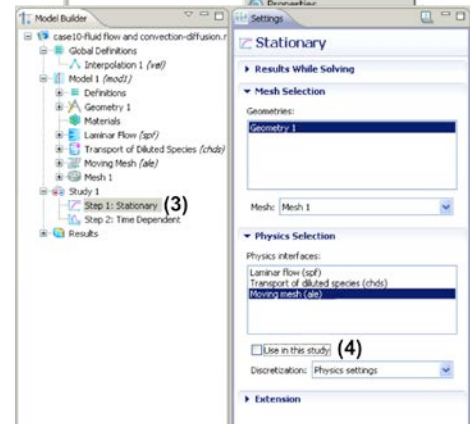 Properties
Model Builder
case10-fluid flow and convection-diffusion.m
Global Definitions
Interpolation 1 (vel)
Model 1 (mod1)
Definitions
Geometry 1
Materials
Laminar Flow (spf)
Transport of Diluted Species (chds)
Moving Mesh (ale)
Mesh 1
Study 1
Step 1: Stationary (3)
Step 2: Time Dependent
Results
Settings
Stationary
Results While Solving
Mesh Selection
Geometries:
Geometry 1
Mesh: Mesh 1
Physics Selection
Physics interfaces:
Laminar flow (spf)
Transport of diluted species (chds)
Moving mesh (ale)
Use in this study (4)
Discretization: Physics settings
Extension